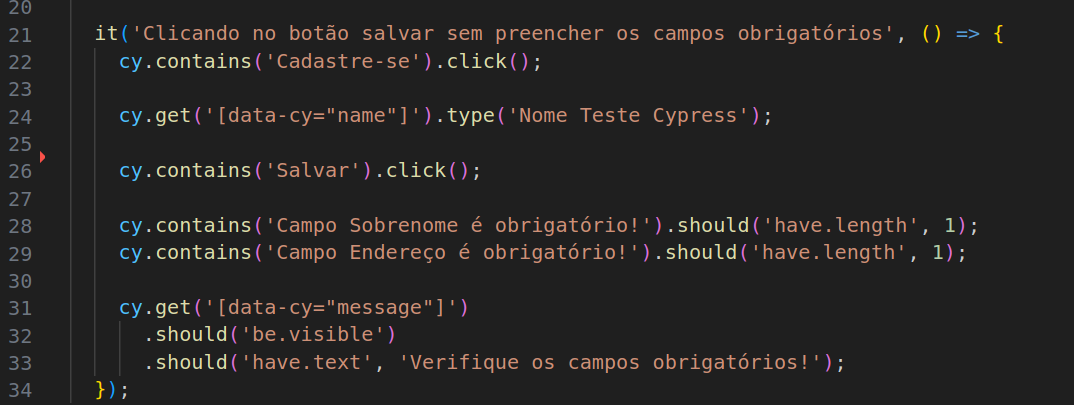 20
21 it('Clicando no botão salvar sem preencher os campos obrigatórios', () => {
22 cy.contains('Cadastre-se').click();
23
24 cy.get('[data-cy="name"]').type('Nome Teste Cypress');
25
26 cy.contains('Salvar').click();
27
28 cy.contains('Campo Sobrenome é obrigatório!').should('have.length', 1);
29 cy.contains('Campo Endereço é obrigatório!').should('have.length', 1);
30
31 cy.get('[data-cy="message"]')
32 .should('be.visible')
33 .should('have.text', 'Verifique os campos obrigatórios!');
34 });